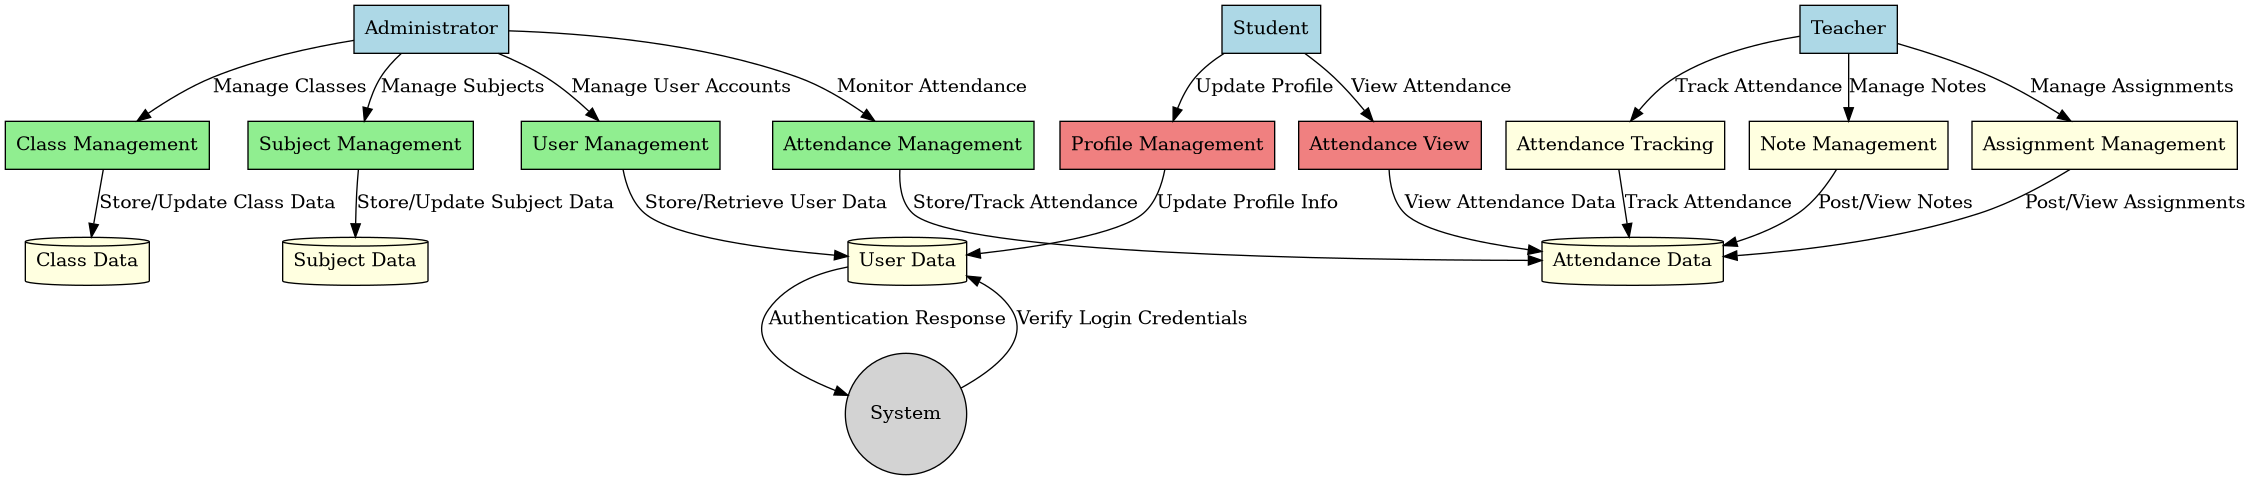 Administrator
Student
Teacher
Manage Classes
Manage Subjects
Manage User Accounts
Monitor Attendance
Update Profile
View Attendance
Track Attendance
Manage Notes
Manage Assignments
Class Management
Subject Management
User Management
Attendance Management
Profile Management
Attendance View
Attendance Tracking
Note Management
Assignment Management
Store/Update Class Data
Store/Update Subject Data
Store/Retrieve User Data
Store/Track Attendance
Update Profile Info
View Attendance Data
Track Attendance
Post/View Notes
Post/View Assignments
Class Data
Subject Data
User Data
Attendance Data
Authentication Response
Verify Login Credentials
System